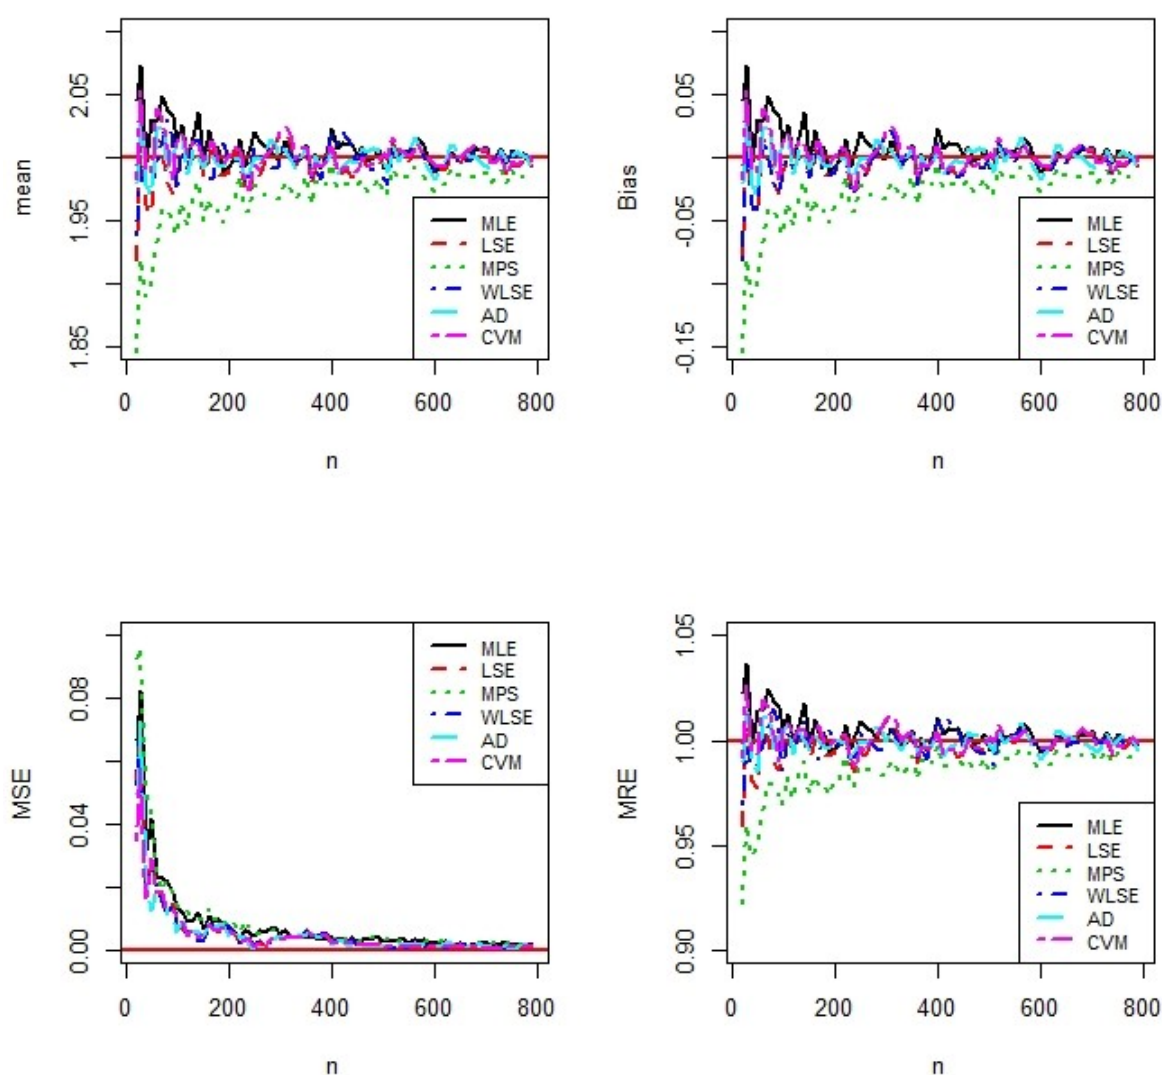 mean
2.05
1.95
1.85
MLE
LSE
MPS
WLSE
AD
CVM
0 200 400 600 800
n
Bias
0.05
-0.05
-0.15
MLE
LSE
MPS
WLSE
AD
CVM
0 200 400 600 800
n
MSE
0.08
0.04
0.00
MLE
LSE
MPS
WLSE
AD
CVM
0 200 400 600 800
n
MRE
1.05
1.00
0.95
0.90
MLE
LSE
MPS
WLSE
AD
CVM
0 200 400 600 800
n